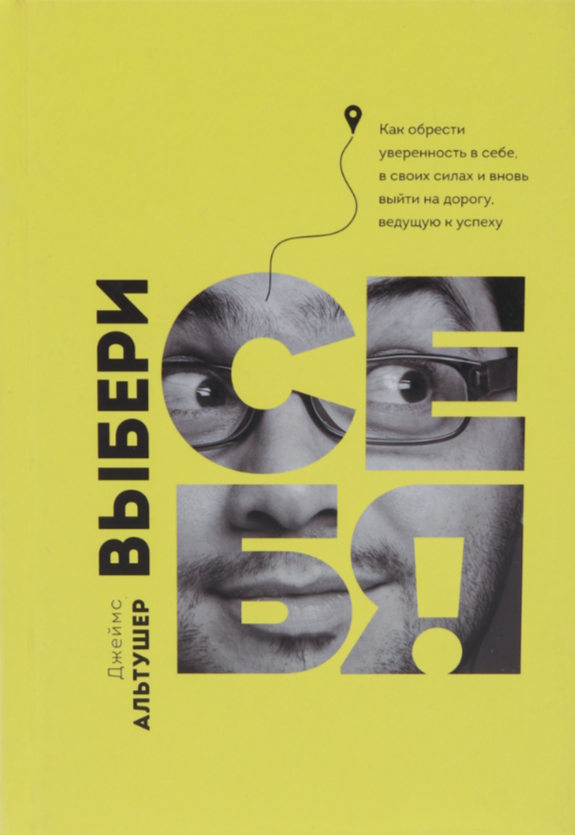 Как обрести
уверенность в себе,
в своих силах и вновь
выйти на дорогу,
ведущую к успеху
ВЫБЕРИ
СЕ
БЯ!
Джеймс
АЛЬТУШЕР